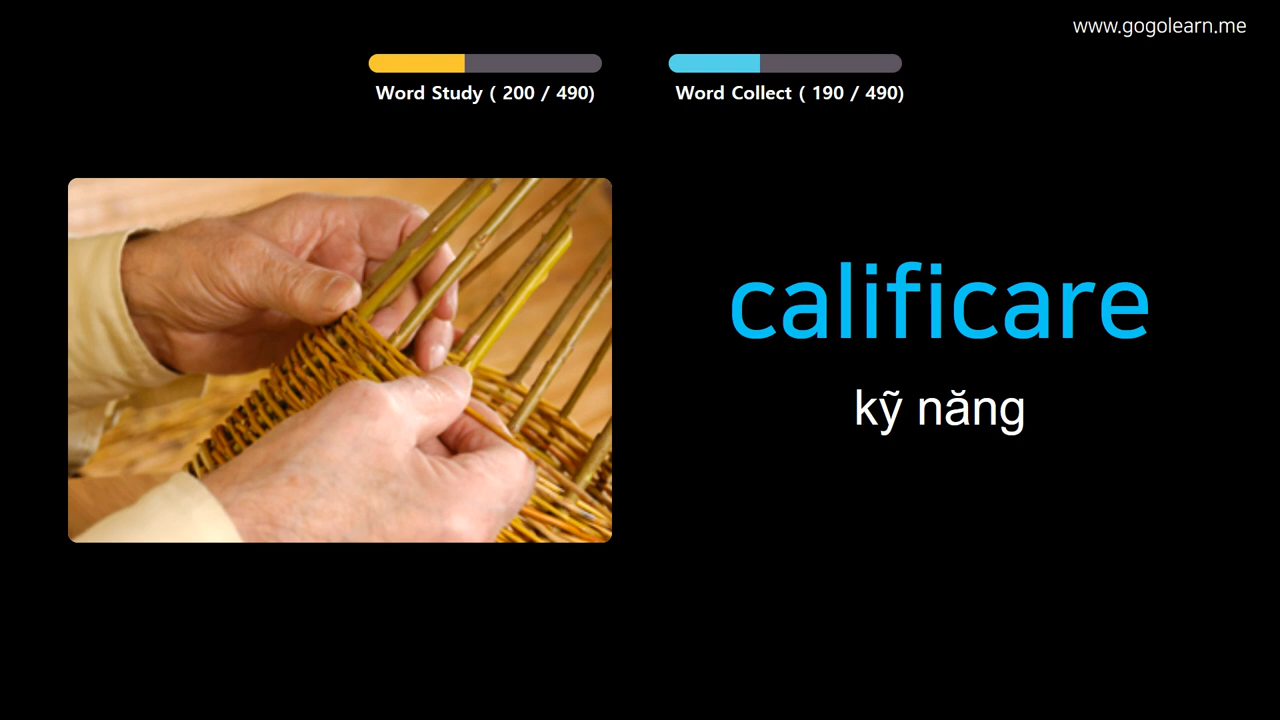 www.gogolearn.me
Word Study ( 200 / 490)
Word Collect ( 190 / 490)
calificare
kỹ năng